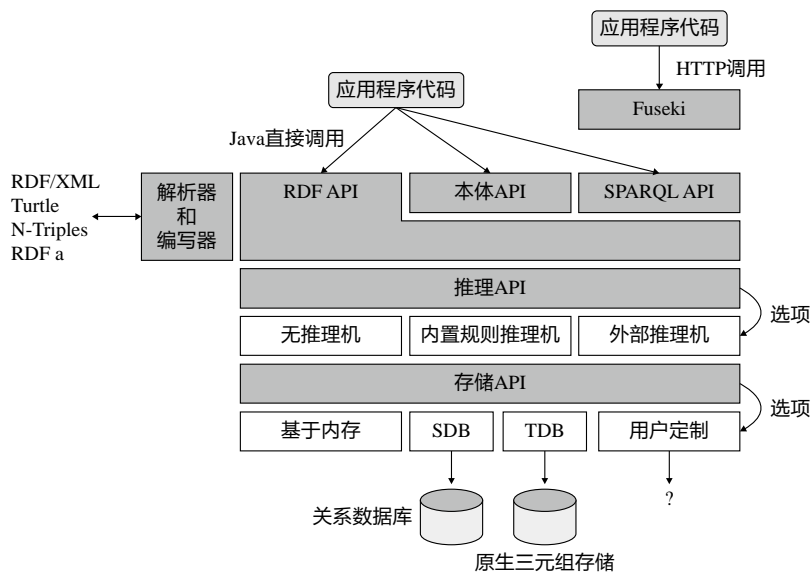 应用程序代码
HTTP调用
Fuseki
应用程序代码
Java直接调用
RDF/XML
Turtle
N-Triples
RDF a
解析器
和
编写器
RDF API
本体API
SPARQL API
推理API
选项
无推理机
内置规则推理机
外部推理机
存储API
选项
基于内存
SDB
TDB
用户定制
关系数据库
?
原生三元组存储